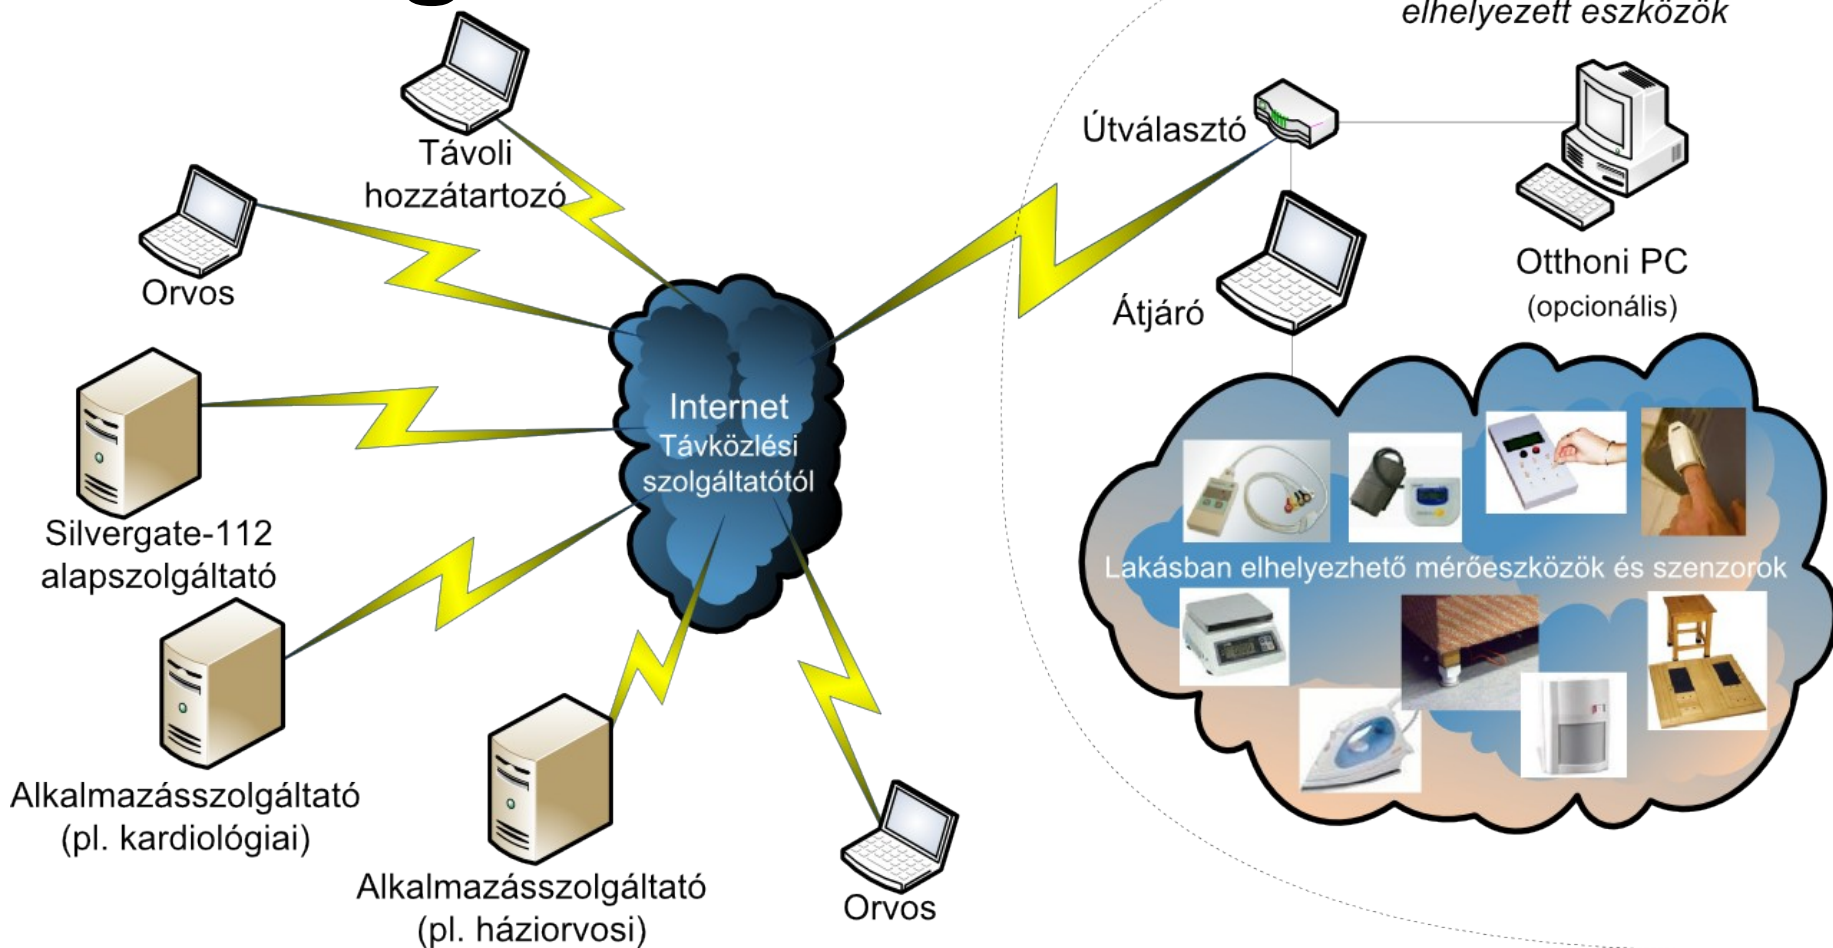 elhelyezett eszközök
Távoli
hozzátartozó
Útválasztó
Orvos
Otthoni PC
(opcionális)
Átjáró
Internet
Távközlési
szolgáltatótól
Silvergate-112
alapszolgáltató
Lakásban elhelyezhető mérőeszközök és szenzorok
Alkalmazásszolgáltató
(pl. kardiológiai)
Alkalmazásszolgáltató
(pl. háziorvosi)
Orvos